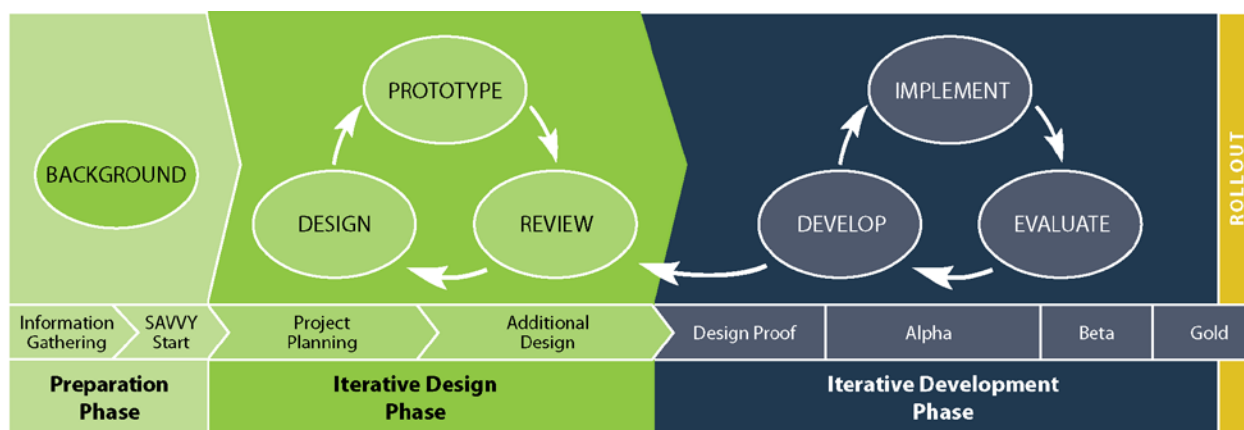 PROTOTYPE
IMPLEMENT
BACKGROUND
DESIGN
REVIEW
DEVELOP
EVALUATE
ROLLOUT
Information
Gathering
SAVVY
Start
Project
Planning
Additional
Design
Design Proof
Alpha
Beta
Gold
Preparation
Phase
Iterative Design
Phase
Iterative Development
Phase